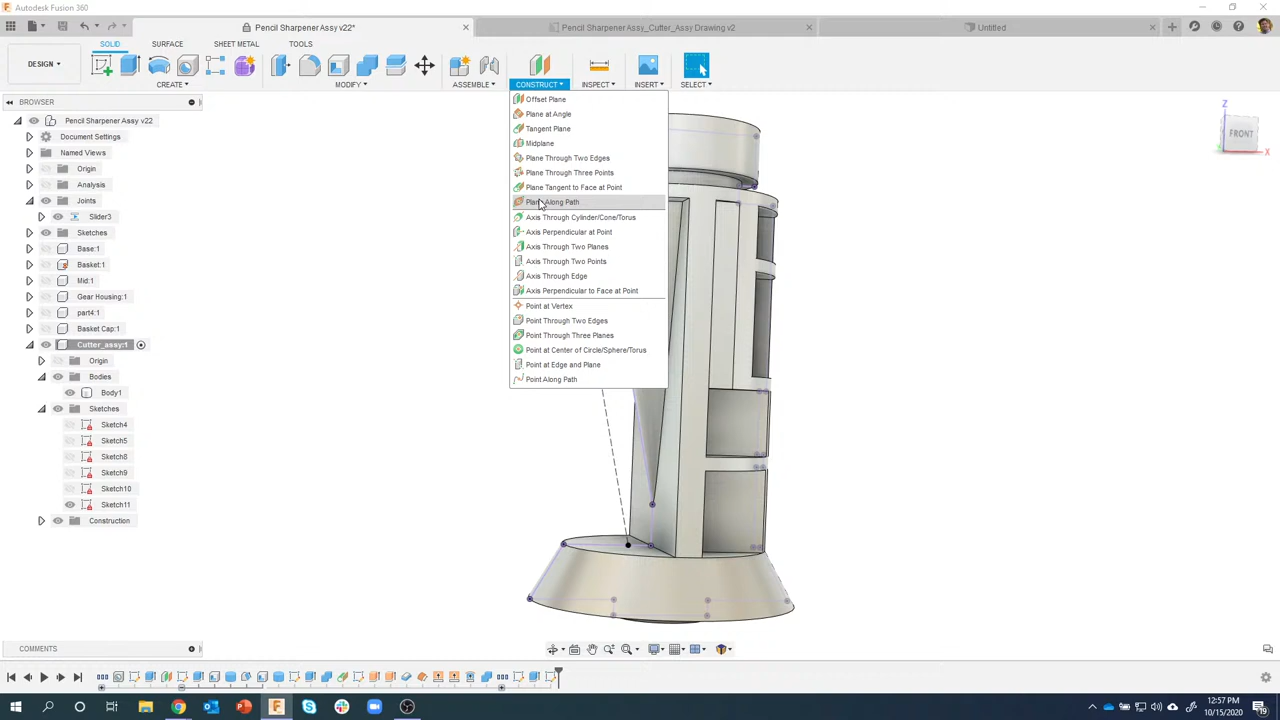 Autodesk Fusion 360
Pencil Sharpener Assy v22*
Pencil Sharpener Assy_Cutter_Assy Drawing v2
Untitled
SOLID
SURFACE
SHEET METAL
TOOLS
DESIGN
CREATE
MODIFY
ASSEMBLE
CONSTRUCT
INSPECT
INSERT
SELECT
BROWSER
Pencil Sharpener Assy v22
Document Settings
Named Views
Origin
Analysis
Joints
Slider3
Sketches
Base:1
Basket:1
Mid:1
Gear Housing:1
part4:1
Basket Cap:1
Cutter_assy:1
Origin
Bodies
Body1
Sketches
Sketch4
Sketch5
Sketch8
Sketch9
Sketch10
Sketch11
Construction
Offset Plane
Plane at Angle
Tangent Plane
Midplane
Plane Through Two Edges
Plane Through Three Points
Plane Tangent to Face at Point
Plane Along Path
Axis Through Cylinder/Cone/Torus
Axis Perpendicular at Point
Axis Through Two Planes
Axis Through Two Points
Axis Through Edge
Axis Perpendicular to Face at Point
Point at Vertex
Point Through Two Edges
Point Through Three Planes
Point at Center of Circle/Sphere/Torus
Point at Edge and Plane
Point Along Path
Z
FRONT
X
COMMENTS
12:57 PM
10/15/2020
19